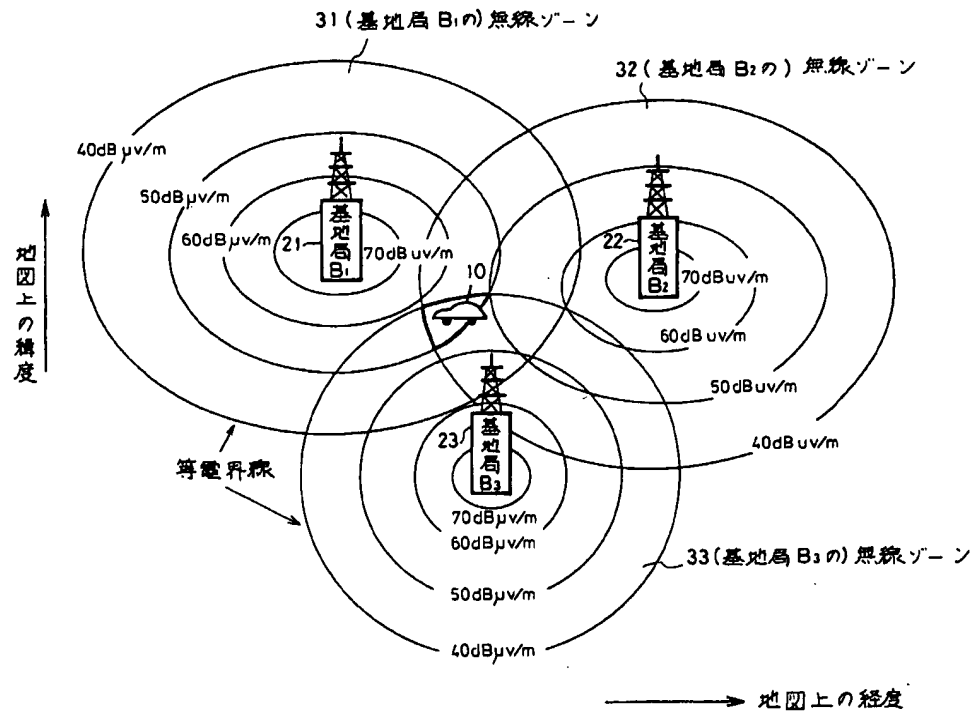 31(基地局B1の)無線ゾーン
32(基地局B2の)無線ゾーン
40dBμv/m
50dBμv/m
60dBμv/m
70dBuv/m
21
基地局B1
22
基地局B2
70dBuv/m
60dBuv/m
50dBuv/m
40dBuv/m
10
地図上の緯度
23
基地局B3
等電界線
70dBμv/m
60dBμv/m
50dBμv/m
40dBμv/m
33(基地局B3の)無線ゾーン
地図上の経度